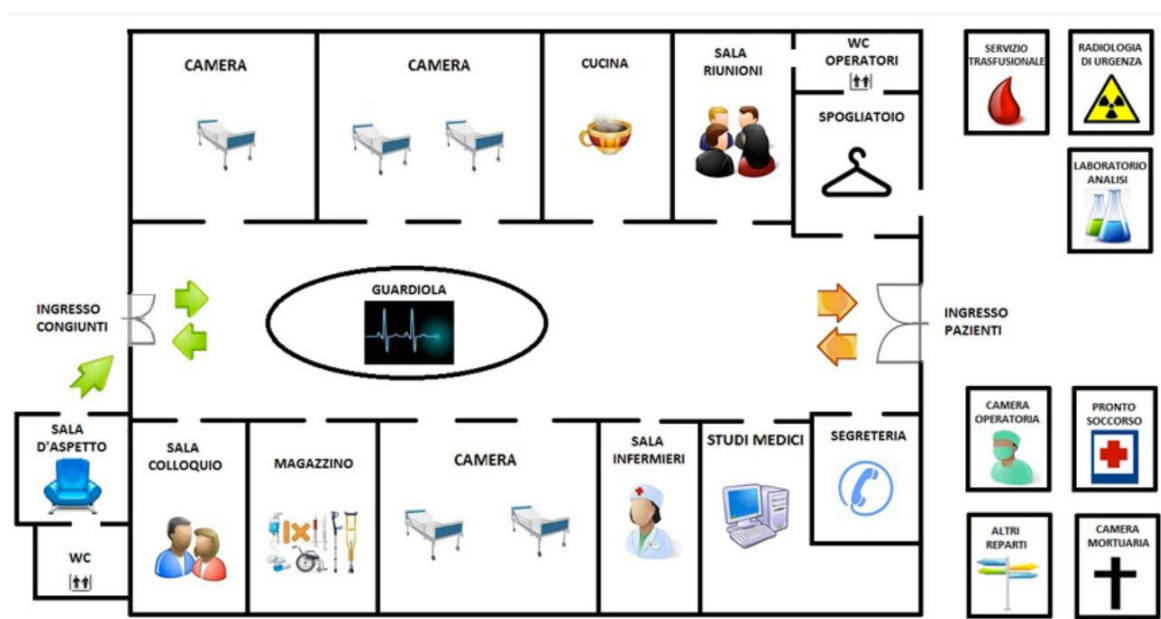 CAMERA
CAMERA
CUCINA
SALA
RIUNIONI
WC
OPERATORI
SPOGLIATOIO
SERVIZIO
TRASFUSIONALE
RADIOLOGIA
DI URGENZA
LABORATORIO
ANALISI
INGRESSO
CONGIUNTI
GUARDIOLA
INGRESSO
PAZIENTI
SALA
D'ASPETTO
WC
SALA
COLLOQUIO
MAGAZZINO
CAMERA
SALA
INFERMIERI
STUDI MEDICI
SEGRETERIA
CAMERA
OPERATORIA
PRONTO
SOCCORSO
ALTRI
REPARTI
CAMERA
MORTUARIA